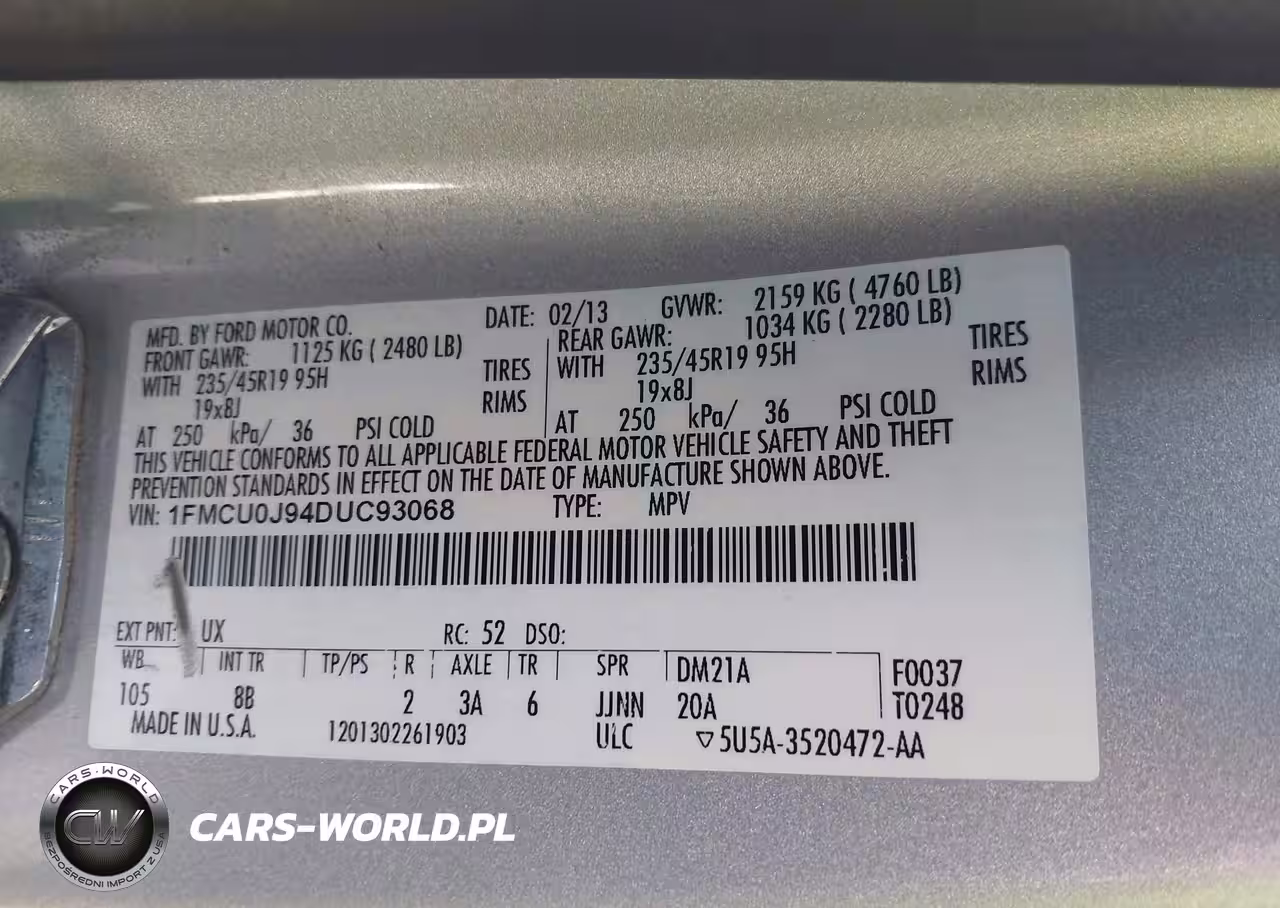 MFD. BY FORD MOTOR CO. DATE: 02/13 GVWR: 2159 KG ( 4760 LB)
FRONT GAWR: 1125 KG ( 2480 LB) REAR GAWR: 1034 KG ( 2280 LB)
WITH 235/45R19 95H TIRES WITH 235/45R19 95H TIRES
19x8J RIMS 19x8J RIMS
AT 250 kPa/ 36 PSI COLD AT 250 kPa/ 36 PSI COLD
THIS VEHICLE CONFORMS TO ALL APPLICABLE FEDERAL MOTOR VEHICLE SAFETY AND THEFT
PREVENTION STANDARDS IN EFFECT ON THE DATE OF MANUFACTURE SHOWN ABOVE.
VIN: 1FMCU0J94DUC93068 TYPE: MPV
EXT PNT: UX RC: 52 DSO:
WB INT TR TP/PS R AXLE TR SPR DM21A F0037
105 8B 2 3A 6 JJNN 20A T0248
MADE IN U.S.A. 1201302261903 ULC ▽5U5A-3520472-AA
CARS-WORLD
CW
BEZPOŚREDNI IMPORT Z USA
CARS-WORLD.PL